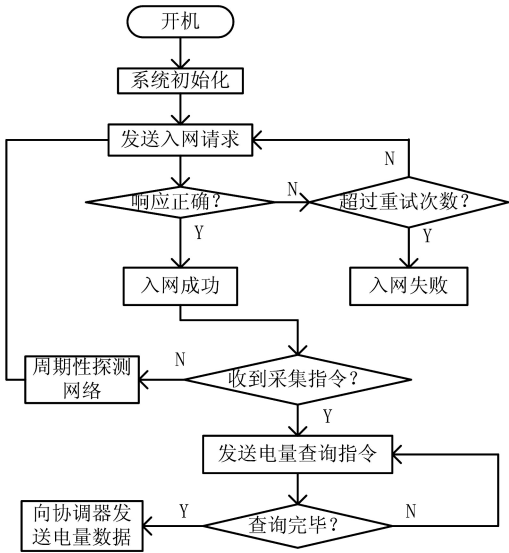 开机
系统初始化
发送入网请求
N
响应正确？
N
超过重试次数？
Y
Y
入网成功
入网失败
周期性探测
网络
N
收到采集指令？
Y
发送电量查询指令
向协调器发
送电量数据
Y
查询完毕？
N